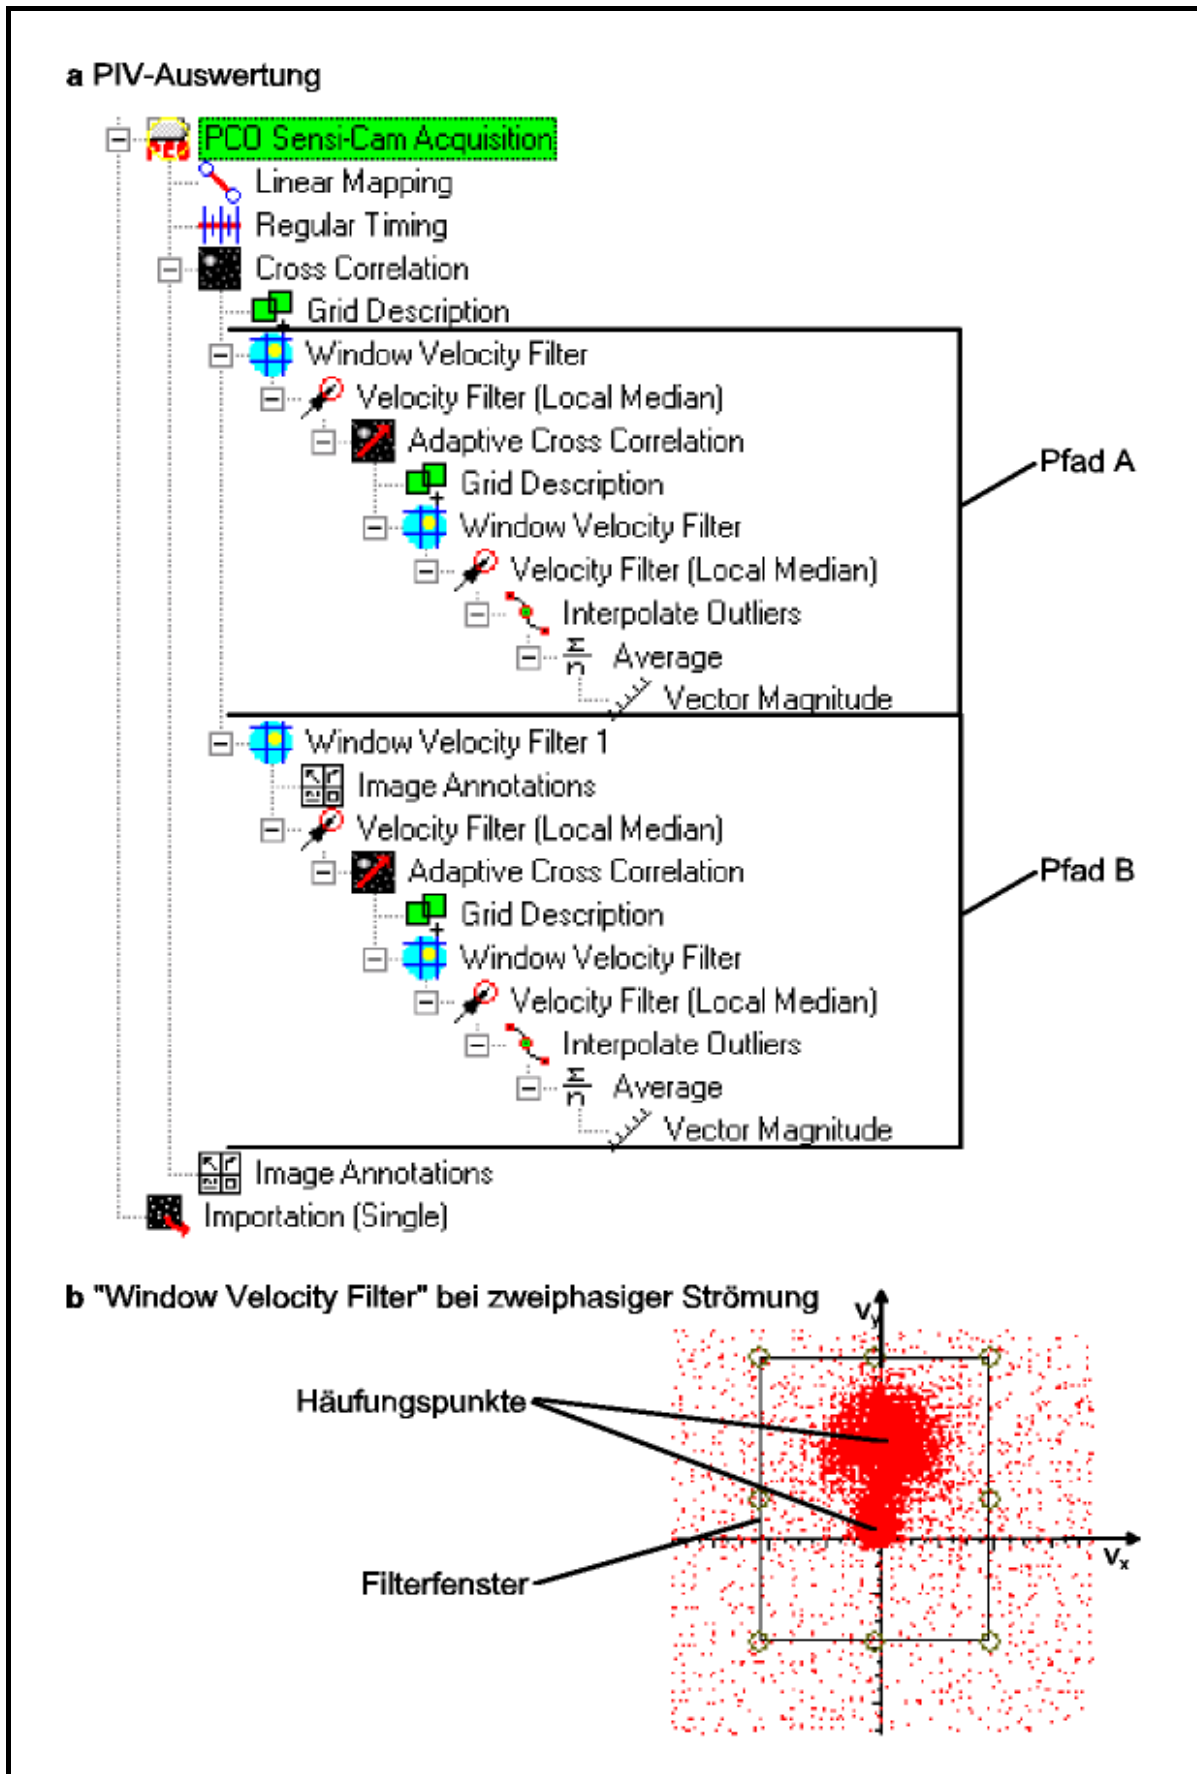 a PIV-Auswertung
PCO Sensi-Cam Acquisition
Linear Mapping
Regular Timing
Cross Correlation
Grid Description
Window Velocity Filter
Velocity Filter (Local Median)
Adaptive Cross Correlation
Grid Description
Window Velocity Filter
Velocity Filter (Local Median)
Interpolate Outliers
Average
Vector Magnitude
Pfad A
Window Velocity Filter 1
Image Annotations
Velocity Filter (Local Median)
Adaptive Cross Correlation
Grid Description
Window Velocity Filter
Velocity Filter (Local Median)
Interpolate Outliers
Average
Vector Magnitude
Pfad B
Image Annotations
Importation (Single)
b "Window Velocity Filter" bei zweiphasiger Strömung
Vy
Häufungspunkte
Vx
Filterfenster